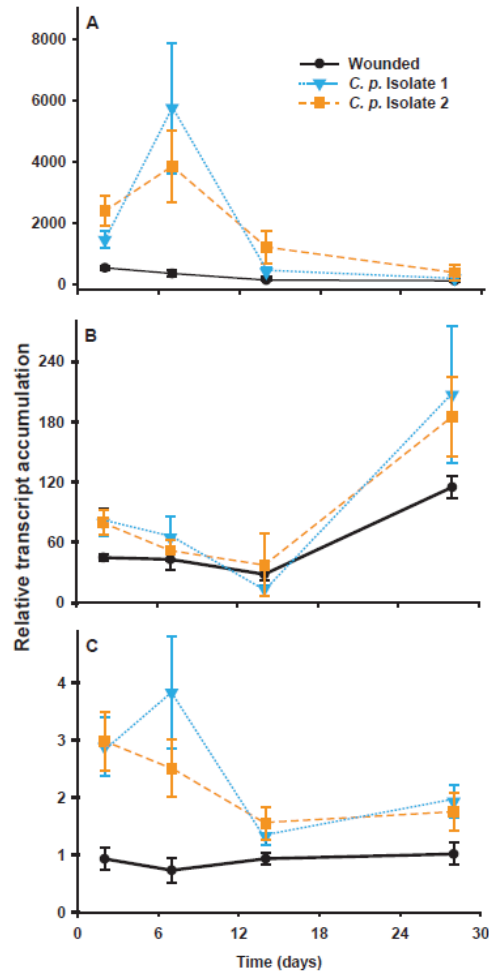 A
8000
6000
4000
2000
0
Wounded
C. p. Isolate 1
C. p. Isolate 2
B
240
180
120
60
0
C
4
3
2
1
0
0 6 12 18 24 30
Time (days)
Relative transcript accumulation